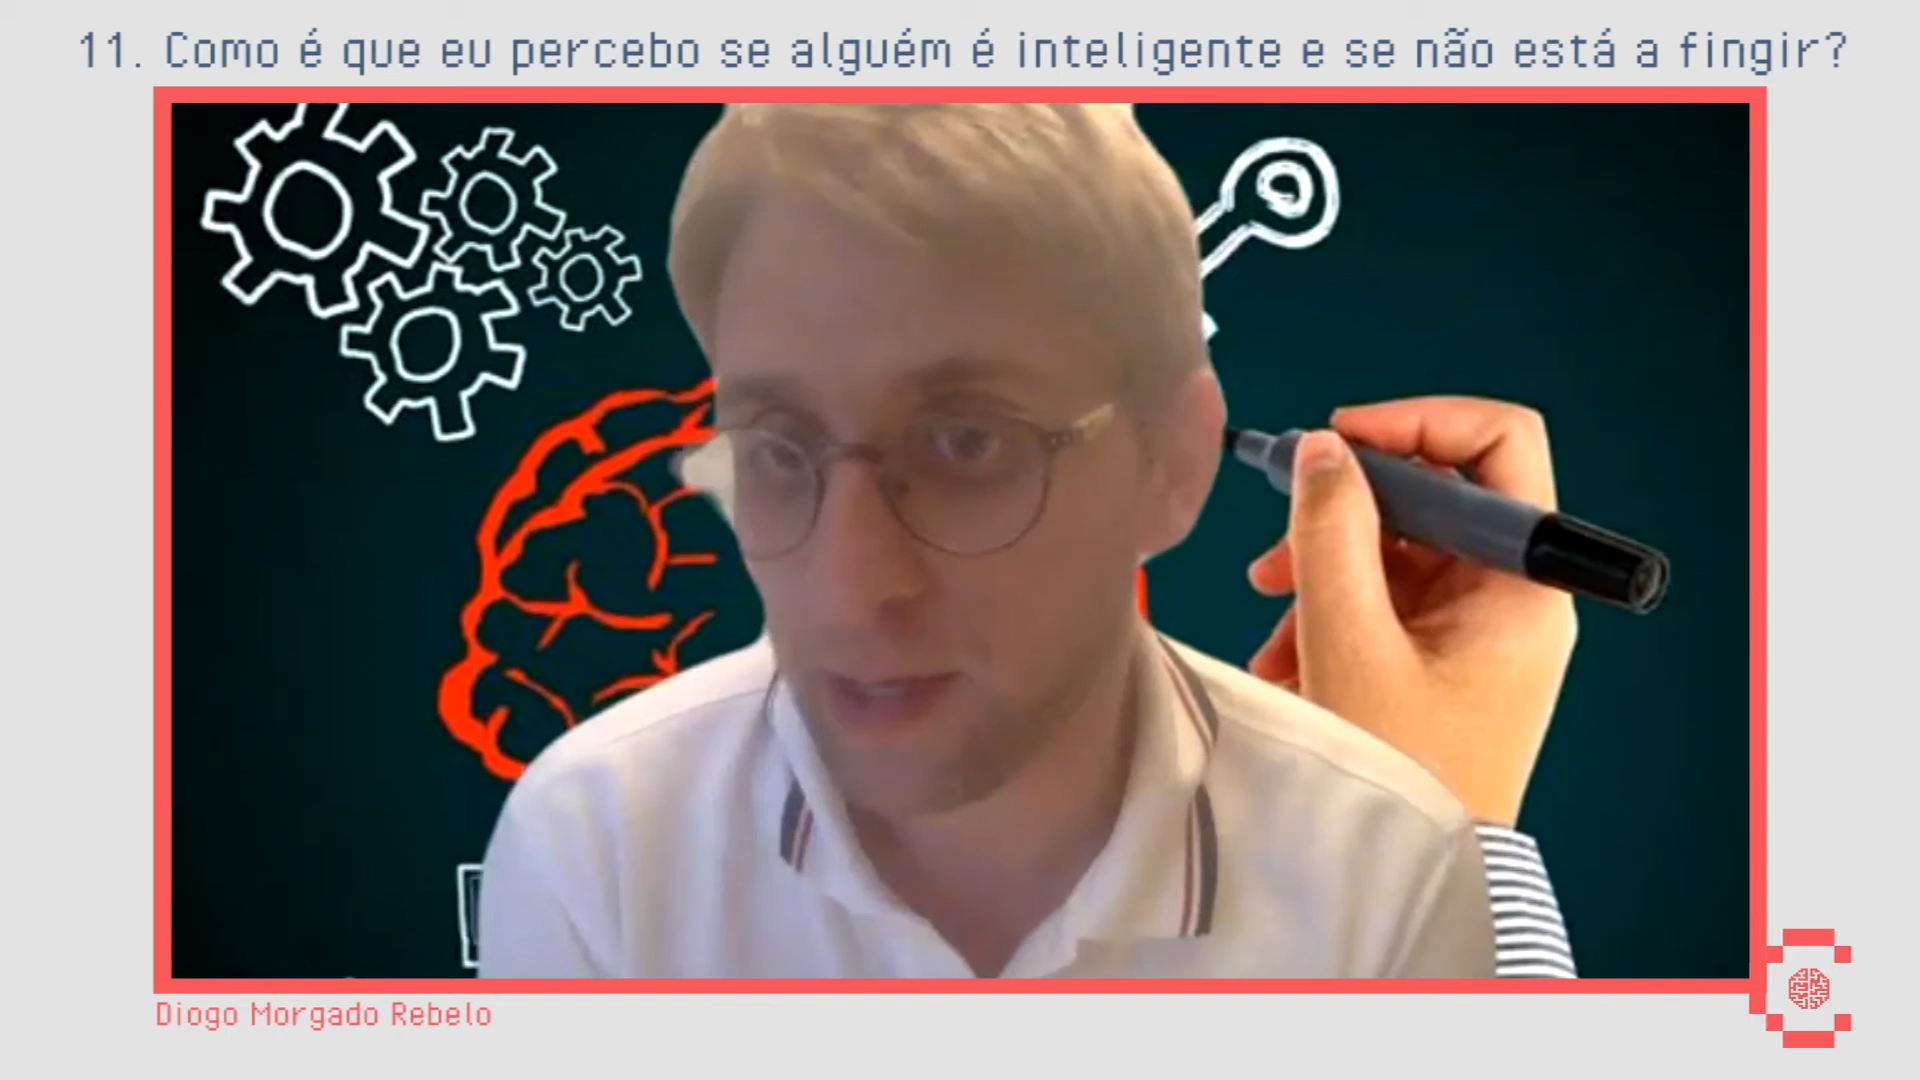 11. Como é que eu percebo se alguém é inteligente e se não está a fingir?
Diogo Morgado Rebelo